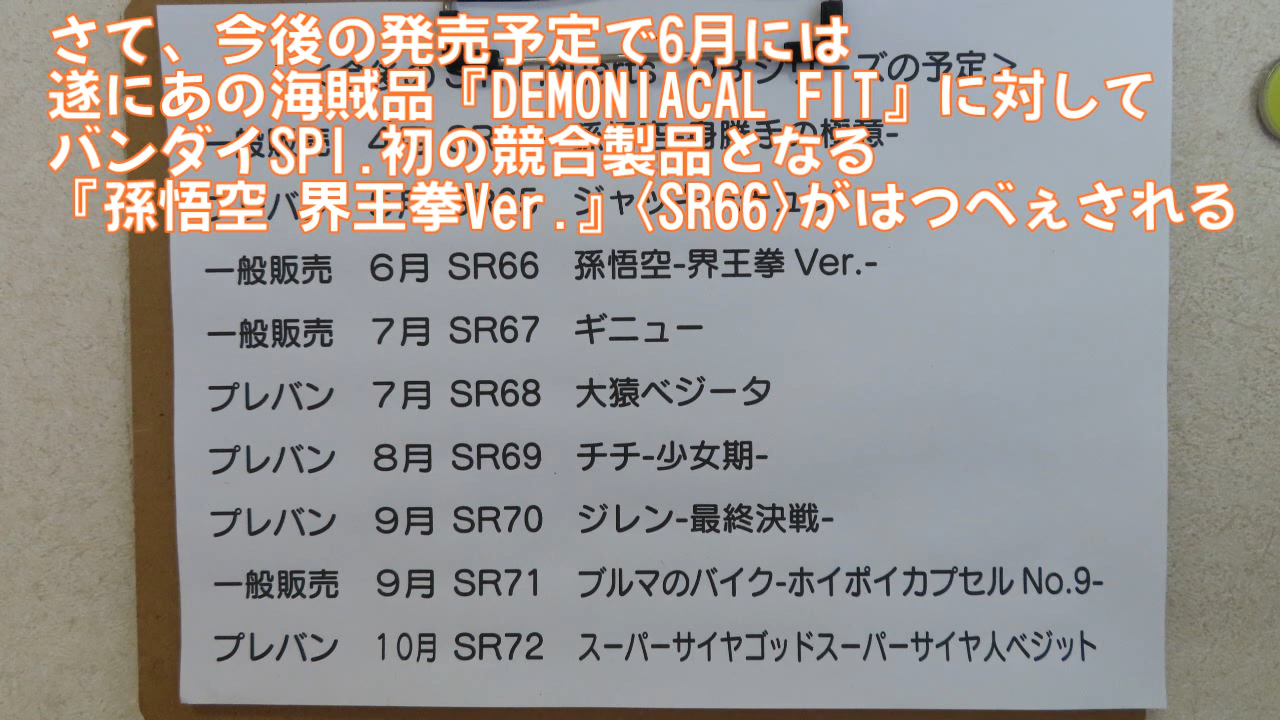 さて、今後の発売予定で6月には
遂にあの海賊品『DEMONIACAL FIT』に対して
バンダイSPI.初の競合製品となる
『孫悟空 界王拳Ver.』〈SR66〉がはつべぇされる
ズの予定＞
一般販売 6月 SR66 孫悟空-界王拳 Ver.-
一般販売 7月 SR67 ギニュー
プレバン 7月 SR68 大猿ベジータ
プレバン 8月 SR69 チチ-少女期-
プレバン 9月 SR70 ジレン-最終決戦-
一般販売 9月 SR71 ブルマのバイク-ホイポイカプセル No.9-
プレバン 10月 SR72 スーパーサイヤゴッドスーパーサイヤ人ベジット